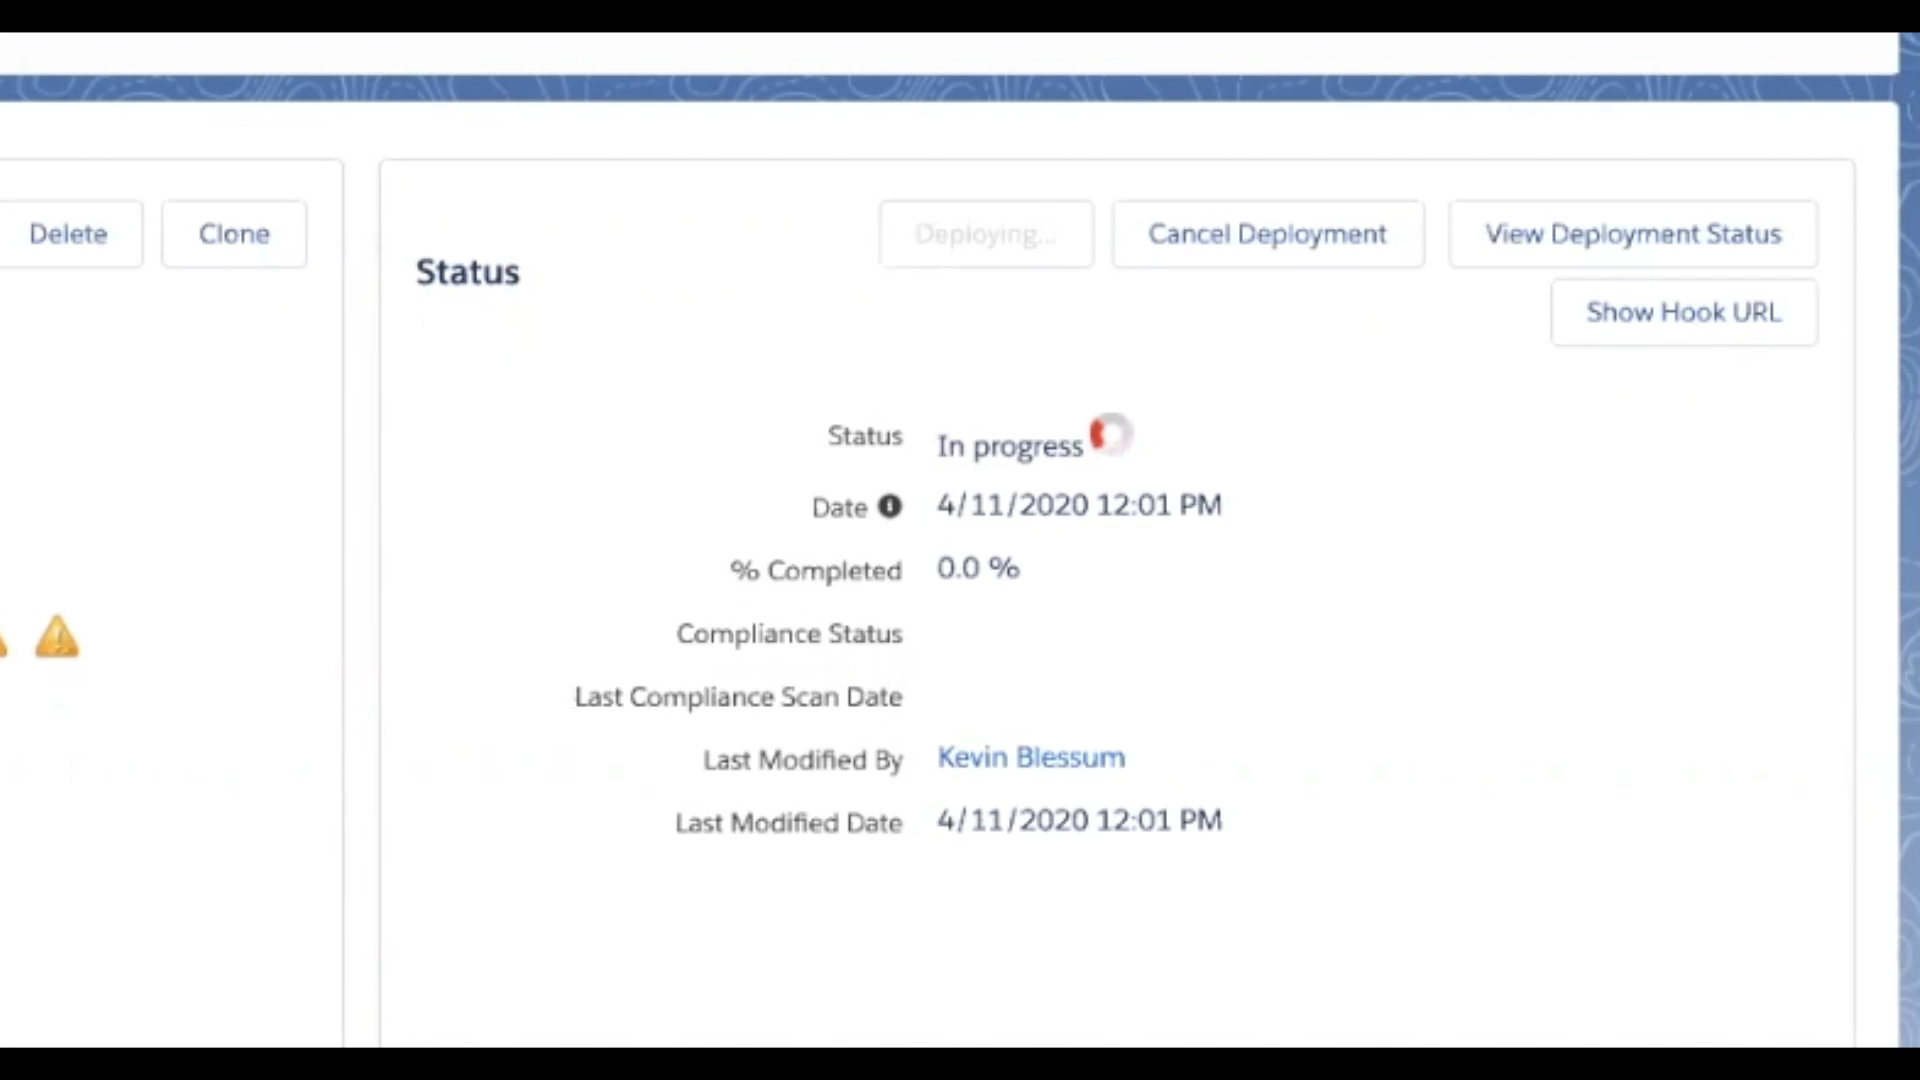 Delete Clone
Deploying... Cancel Deployment View Deployment Status
Status
Show Hook URL
Status In progress
Date 4/11/2020 12:01 PM
% Completed 0.0 %
Compliance Status
Last Compliance Scan Date
Last Modified By Kevin Blessum
Last Modified Date 4/11/2020 12:01 PM